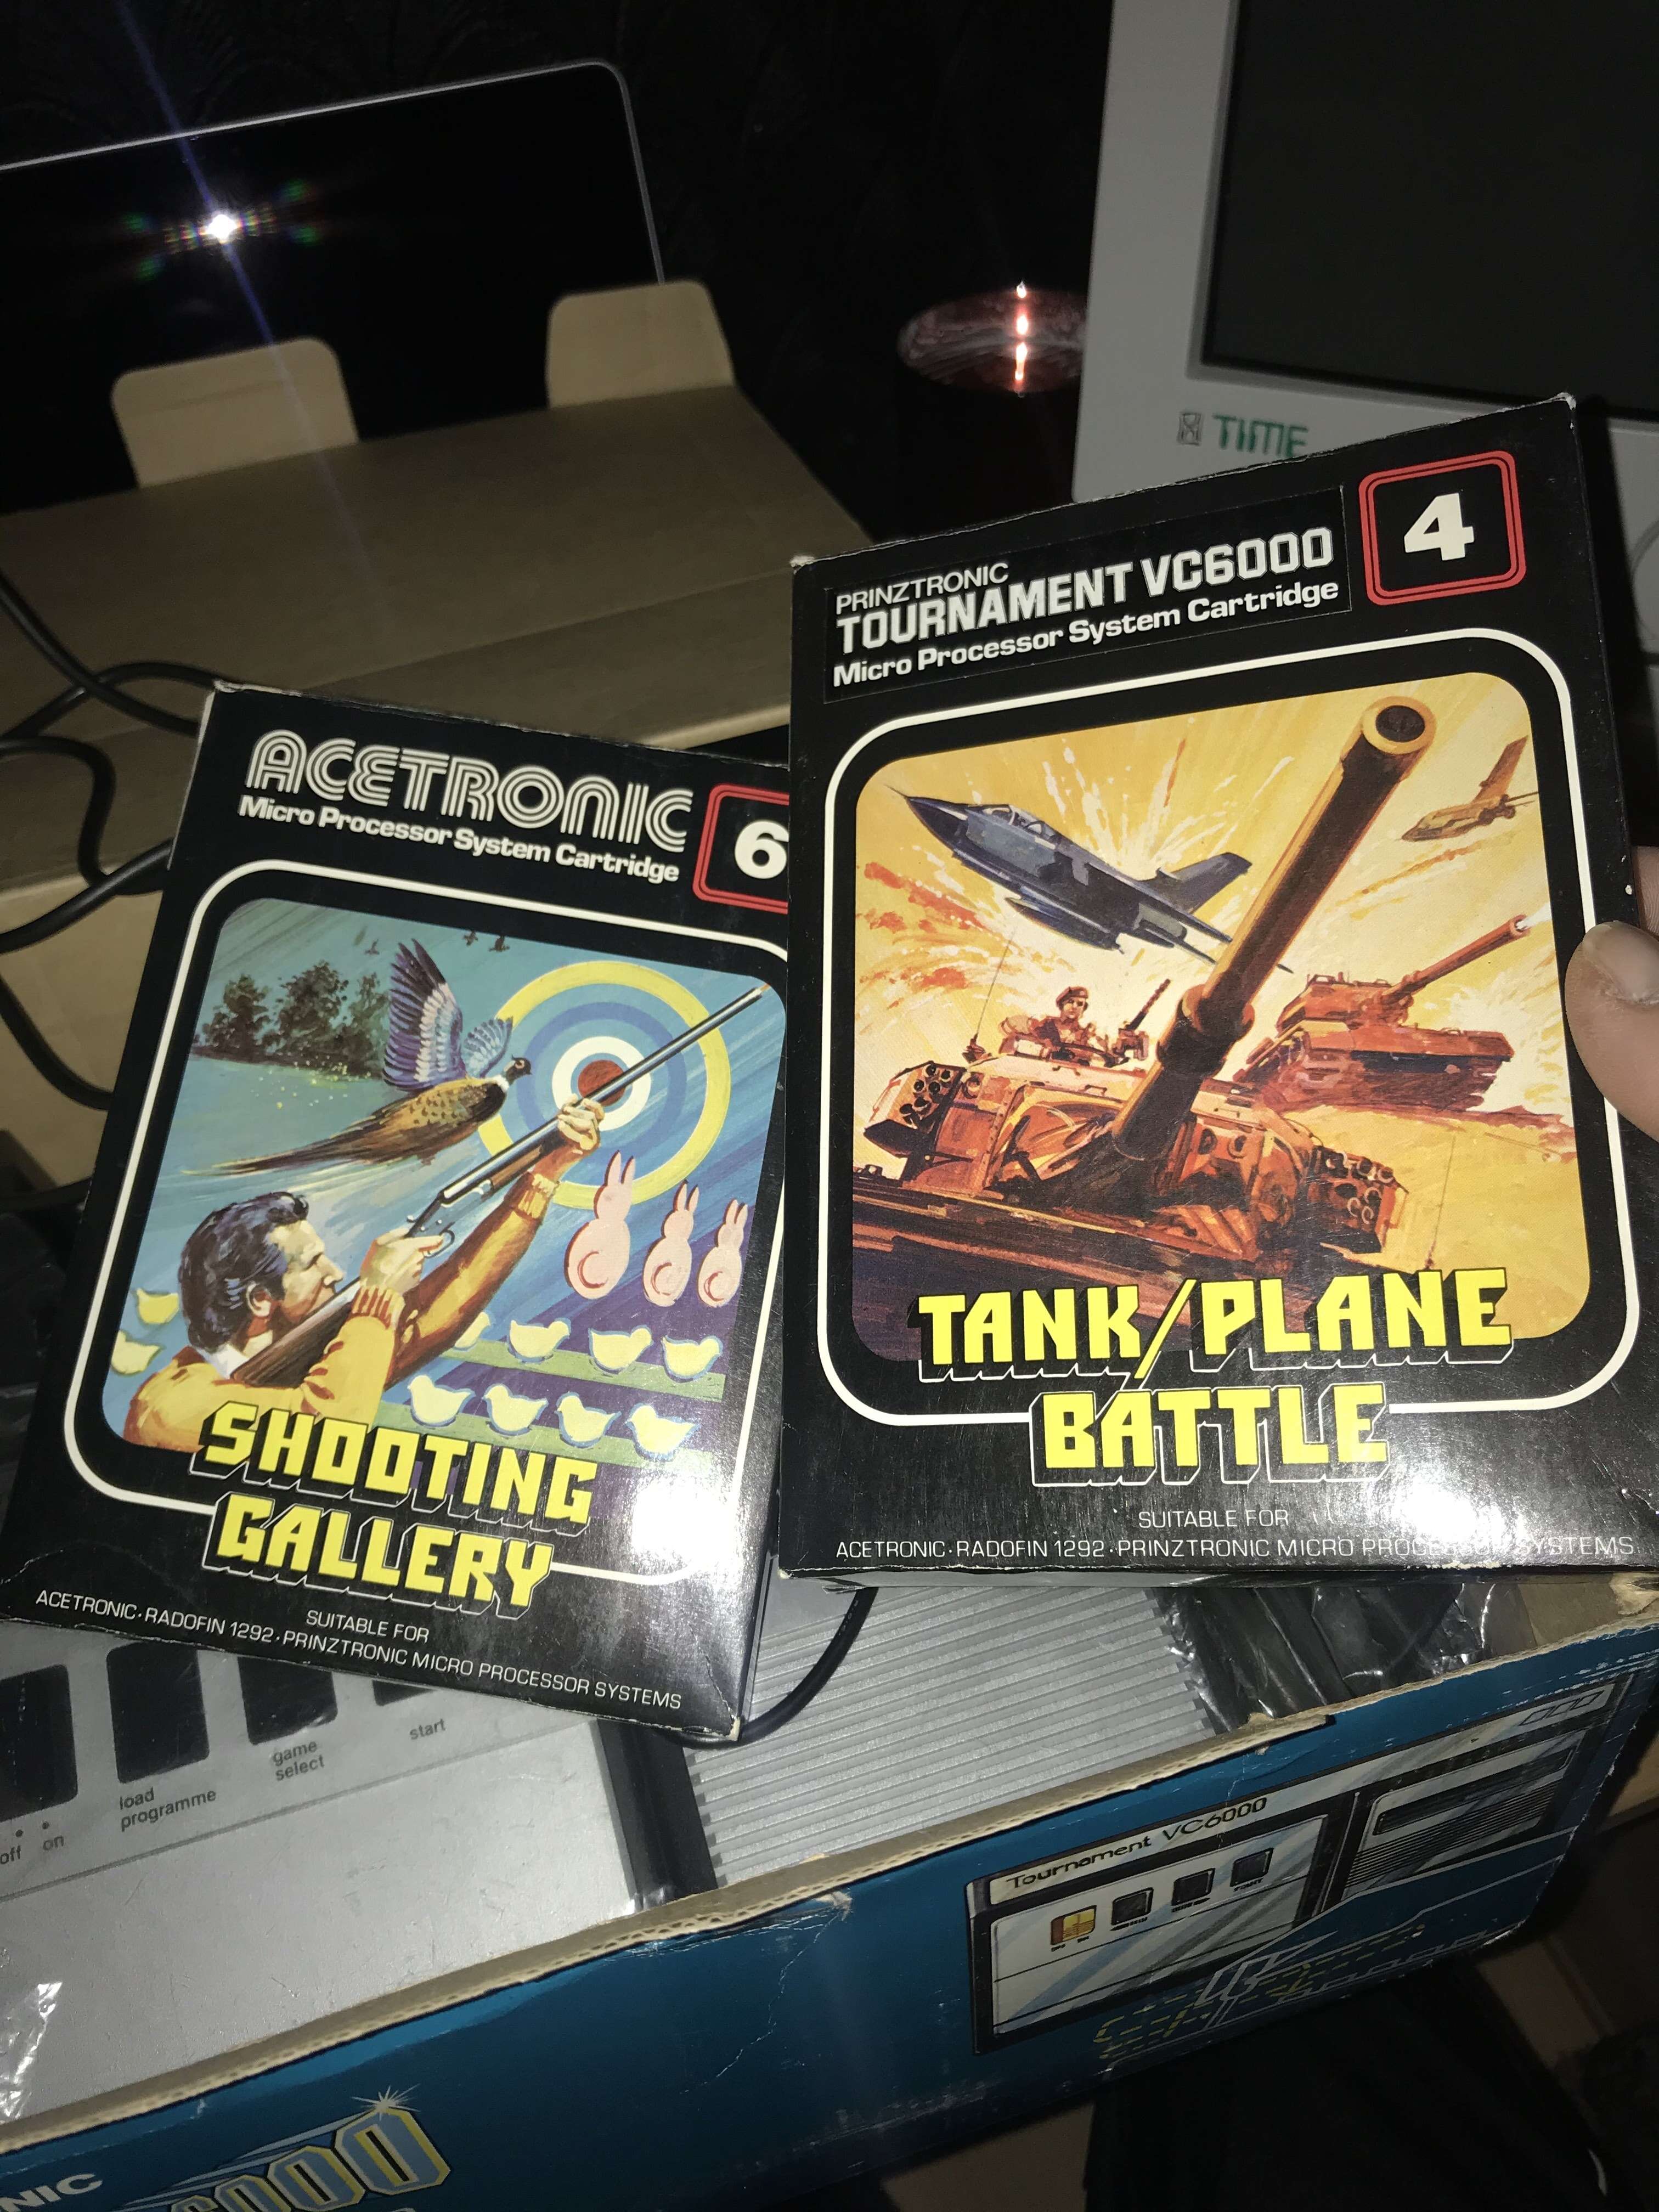 TIME
PRINZTRONIC
TOURNAMENT VC6000
Micro Processor System Cartridge
4
TANK/PLANE
BATTLE
SUITABLE FOR
ACETRONIC·RADOFIN 1292·PRINZTRONIC MICRO PROCESSOR SYSTEMS
ACETRONIC
Micro Processor System Cartridge
6
SHOOTING
GALLERY
SUITABLE FOR
ACETRONIC·RADOFIN 1292·PRINZTRONIC MICRO PROCESSOR SYSTEMS
off on
load
programme
game
select
start
Tournament VC6000